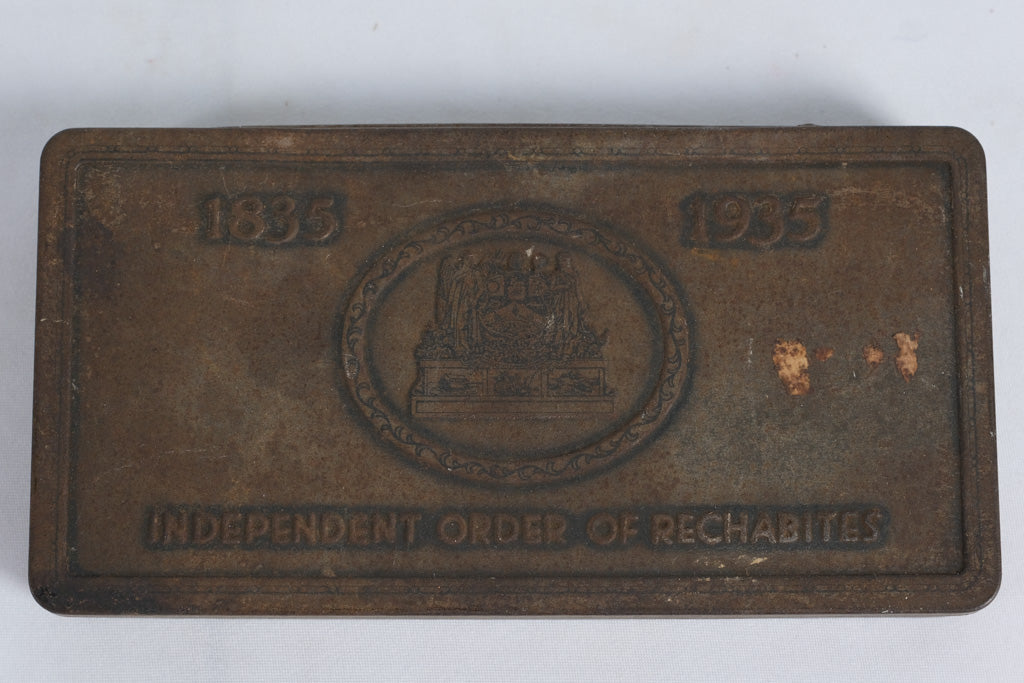 1835 1935
INDEPENDENT ORDER OF RECHABITES